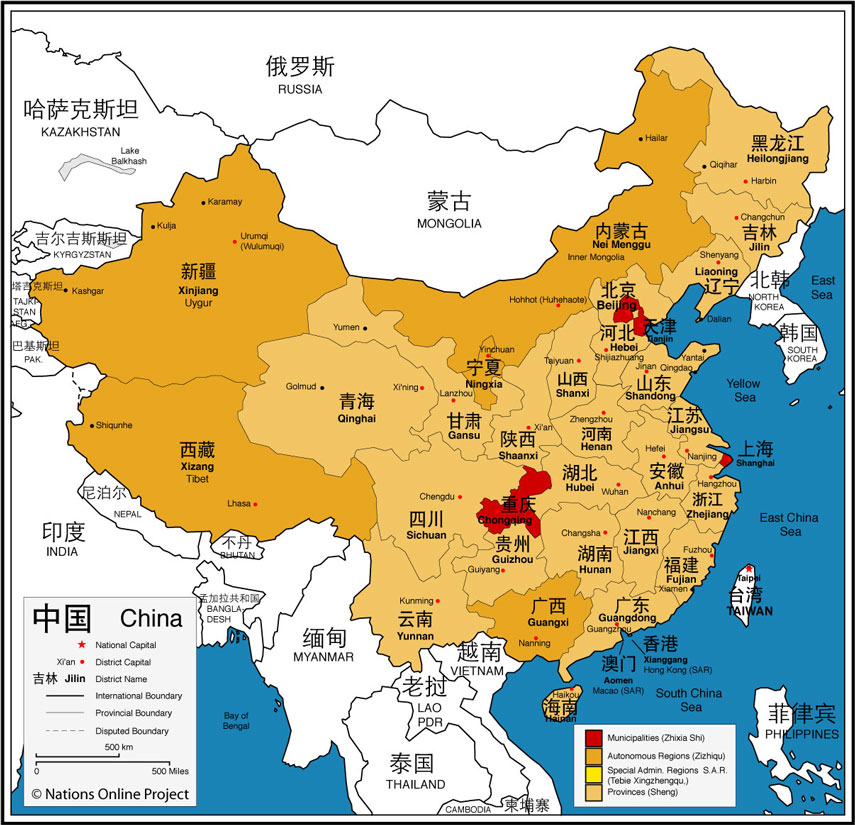 俄罗斯
RUSSIA
哈萨克斯坦
KAZAKHSTAN
Lake
Balkhash
蒙古
MONGOLIA
Hailar
黑龙江
Heilongjiang
Qiqihar
Harbin
Changchun
吉林
Jilin
Karamay
Kulja
Urumqi
(Wulumuqi)
吉尔吉斯斯坦
KYRGYZSTAN
新疆
Xinjiang
Uygur
内蒙古
Nei Menggu
Inner Mongolia
Shenyang
Liaoning
辽宁
北韩
NORTH
KOREA
East
Sea
塔吉克斯坦
TAJIK-
STAN
AFG.
Kashgar
巴基斯坦
PAK.
Hohhot (Huhehaote)
北京
Beijing
天津
Tianjin
Dalian
韩国
SOUTH
KOREA
Yumen
Yinchuan
宁夏
Ningxia
河北
Hebei
Shijiazhuang
Taiyuan
山西
Shanxi
Jinan
Qingdao
Yantai
山东
Shandong
Yellow
Sea
Golmud
Xi'ning
Lanzhou
青海
Qinghai
甘肃
Gansu
Xi'an
陕西
Shaanxi
Zhengzhou
河南
Henan
江苏
Jiangsu
Shiqunhe
西藏
Xizang
Tibet
Lhasa
Hefei
Nanjing
安徽
Anhui
上海
Shanghai
Hangzhou
浙江
Zhejiang
湖北
Hubei
Wuhan
重庆
Chongqing
Chengdu
四川
Sichuan
尼泊尔
NEPAL
印度
INDIA
不丹
BHUTAN
East China
Sea
Nanchang
江西
Jiangxi
Changsha
湖南
Hunan
贵州
Guizhou
Guiyang
Fuzhou
福建
Fujian
Xiamen
Taipei
台湾
TAIWAN
孟加拉共和国
BANGLA-
DESH
Kunming
云南
Yunnan
广西
Guangxi
Nanning
广东
Guangdong
Guangzhou
香港
Xianggang
Hong Kong (SAR)
澳门
Aomen
Macao (SAR)
缅甸
MYANMAR
越南
VIETNAM
老挝
LAO
PDR
Haikou
海南
Hainan
South China
Sea
菲律宾
PHILIPPINES
Bay of
Bengal
泰国
THAILAND
CAMBODIA
柬埔寨
中国 China
National Capital
Xi'an District Capital
吉林 Jilin District Name
International Boundary
Provincial Boundary
Disputed Boundary
500 km
0 500 Miles
© Nations Online Project
Municipalities (Zhixia Shi)
Autonomous Regions (Zizhiqu)
Special Admin. Regions S.A.R.
(Tebie Xingzhengqu,)
Provinces (Sheng)